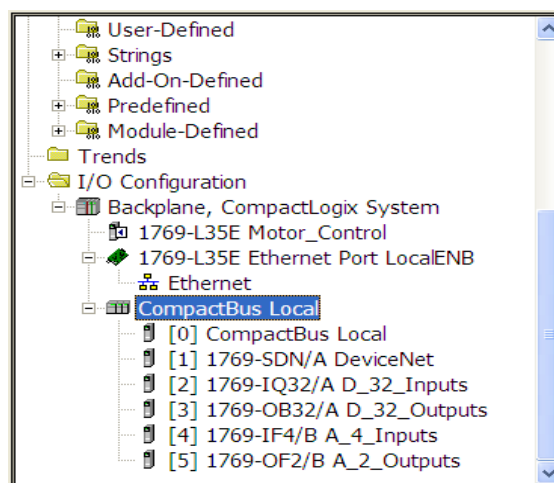 User-Defined
Strings
Add-On-Defined
Predefined
Module-Defined
Trends
I/O Configuration
Backplane, CompactLogix System
1769-L35E Motor_Control
1769-L35E Ethernet Port LocalENB
Ethernet
CompactBus Local
[0] CompactBus Local
[1] 1769-SDN/A DeviceNet
[2] 1769-IQ32/A D_32_Inputs
[3] 1769-OB32/A D_32_Outputs
[4] 1769-IF4/B A_4_Inputs
[5] 1769-OF2/B A_2_Outputs